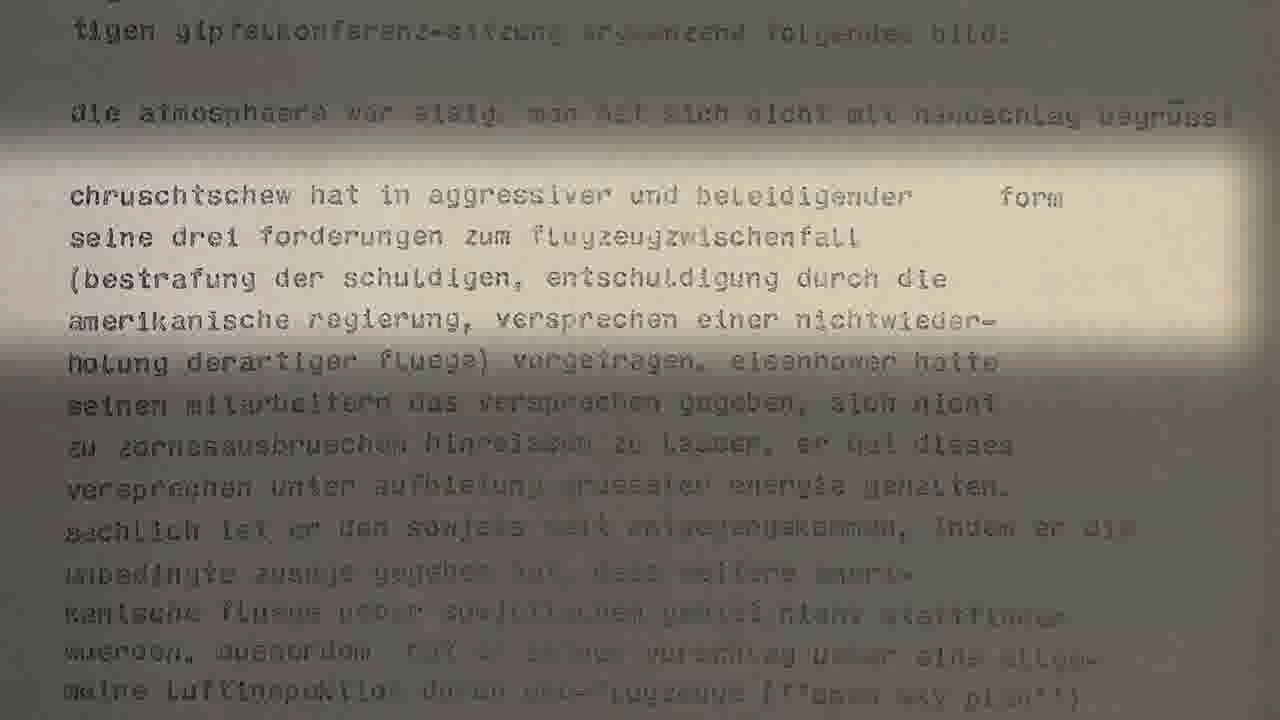 tigen gipfelkonferenz-sitzung ergaenzend folgendes bild:
die atmosphaere war eisig. man hat sich nicht mit handschlag begrüsst
chruschtschew hat in aggressiver und beleidigender form
seine drei forderungen zum flugzeugzwischenfall
(bestrafung der schuldigen, entschuldigung durch die
amerikanische regierung, versprechen einer nichtwieder-
holung derartiger fluege) vorgetragen. eisenhower hatte
seinen mitarbeitern das versprechen gegeben, sich nicht
zu zornesausbruechen hinreissen zu lassen. er hat dieses
versprechen unter aufbietung groesster energie gehalten.
sachlich ist er den sowjets weit entgegengekommen, indem er die
unbedingte zusage gegeben hat, dass weitere ameri-
kanische fluege ueber sowjetischem gebiet nicht stattfinden
wuerden. ausserdem hat er seinen vorschlag ueber eine allge-
meine luftinspektion durch flugzeuge (''open sky plan'')